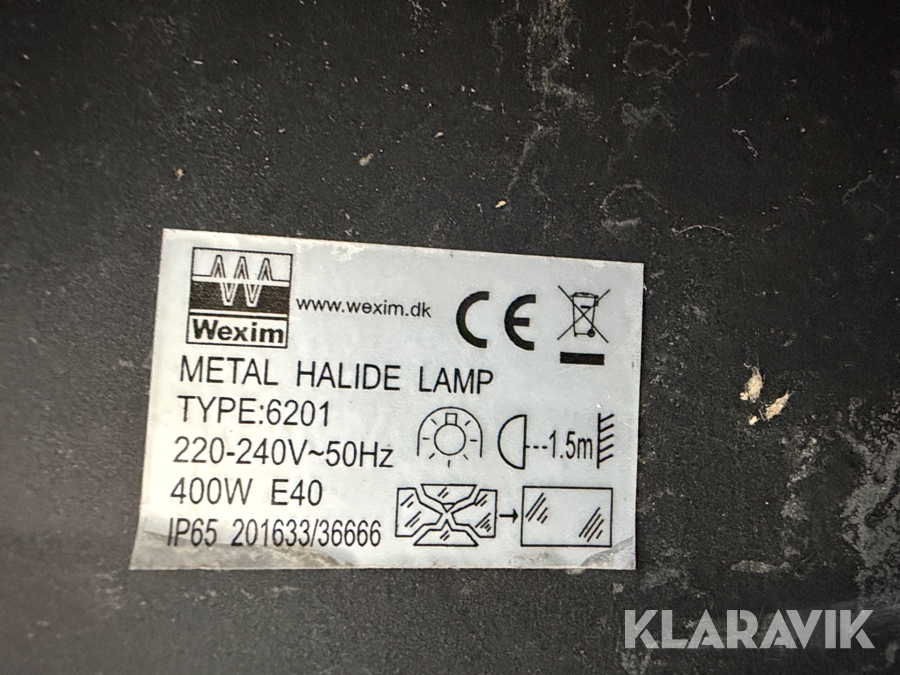 Wexim
www.wexim.dk
CE
METAL HALIDE LAMP
TYPE:6201
220-240V~50Hz
1.5m
400W E40
IP65 201633/36666
KLARAVIK